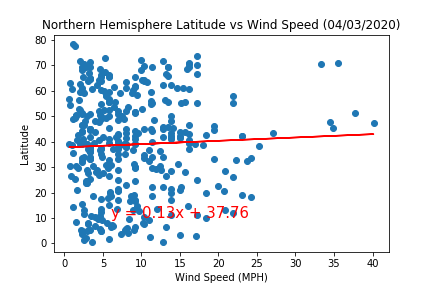 Northern Hemisphere Latitude vs Wind Speed (04/03/2020)
80
70
60
50
40
30
20
10
0
Latitude
y = 0.13x + 37.76
0 5 10 15 20 25 30 35 40
Wind Speed (MPH)